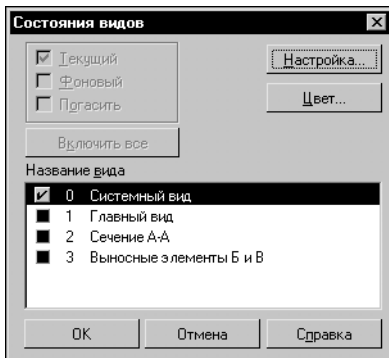 Состояния видов
Текущий
Фоновый
Погасить
Настройка...
Цвет...
Включить все
Название вида
0 Системный вид
1 Главный вид
2 Сечение А-А
3 Выносные элементы Б и В
OK
Отмена
Справка